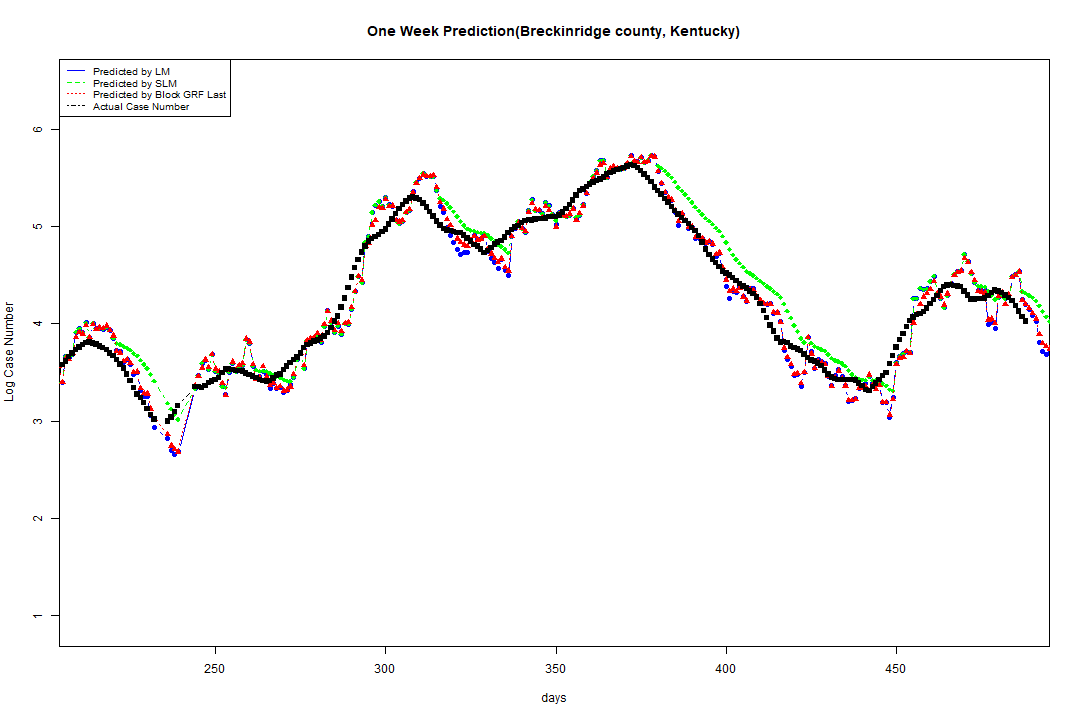 One Week Prediction(Breckinridge county, Kentucky)
Predicted by LM
Predicted by SLM
Predicted by Block GRF Last
Actual Case Number
Log Case Number
6
5
4
3
2
1
250 300 350 400 450
days